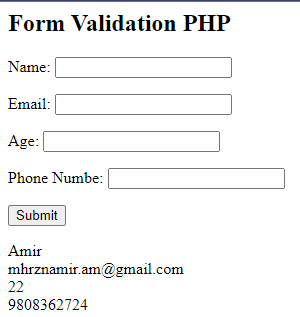 Form Validation PHP
Name:
Email:
Age:
Phone Numbe:
Submit
Amir
mhrznamir.am@gmail.com
22
9808362724